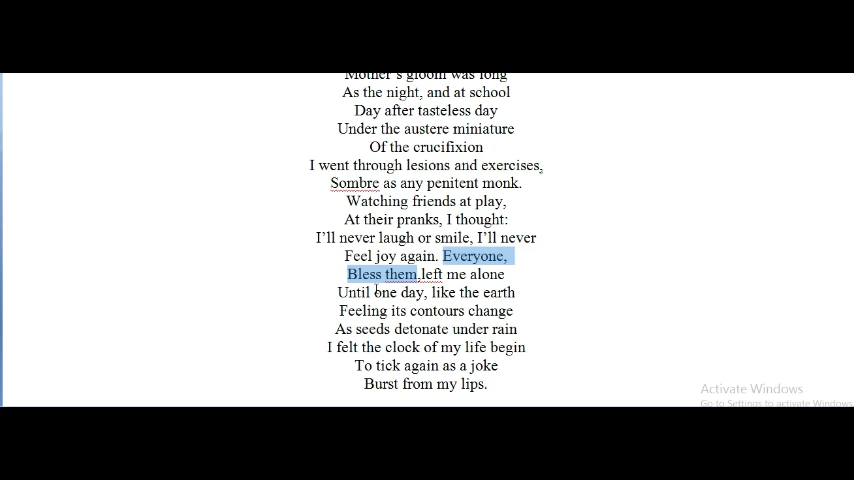 Mother's gloom was long
As the night, and at school
Day after tasteless day
Under the austere miniature
Of the crucifixion
I went through lesions and exercises,
Sombre as any penitent monk.
Watching friends at play,
At their pranks, I thought:
I'll never laugh or smile, I'll never
Feel joy again. Everyone,
Bless them,left me alone
Until one day, like the earth
Feeling its contours change
As seeds detonate under rain
I felt the clock of my life begin
To tick again as a joke
Burst from my lips.
Activate Windows
Go to Settings to activate Windows